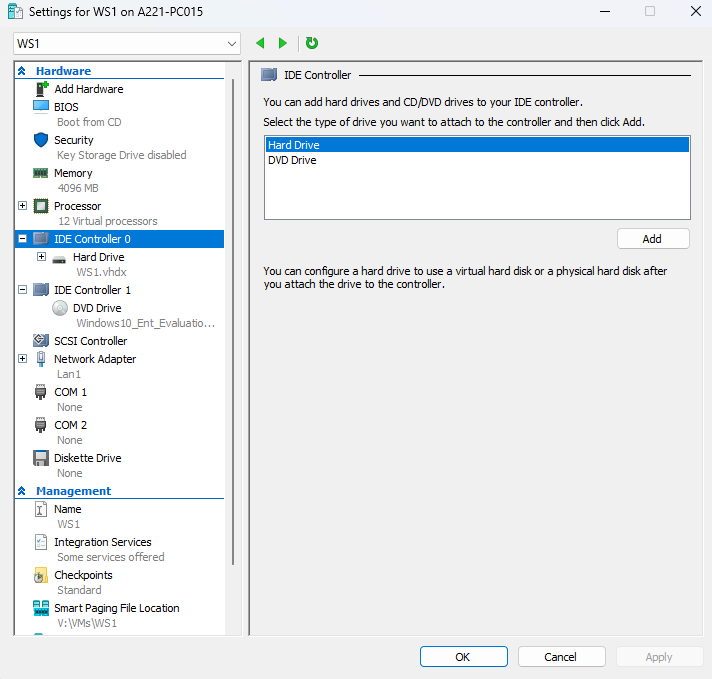 Settings for WS1 on A221-PC015
WS1
Hardware
Add Hardware
BIOS
Boot from CD
Security
Key Storage Drive disabled
Memory
4096 MB
Processor
12 Virtual processors
IDE Controller 0
Hard Drive
WS1.vhdx
IDE Controller 1
DVD Drive
Windows10_Ent_Evaluatio...
SCSI Controller
Network Adapter
Lan1
COM 1
None
COM 2
None
Diskette Drive
None
Management
Name
WS1
Integration Services
Some services offered
Checkpoints
Standard
Smart Paging File Location
V:\VMs\WS1
IDE Controller
You can add hard drives and CD/DVD drives to your IDE controller.
Select the type of drive you want to attach to the controller and then click Add.
Hard Drive
DVD Drive
Add
You can configure a hard drive to use a virtual hard disk or a physical hard disk after
you attach the drive to the controller.
OK
Cancel
Apply